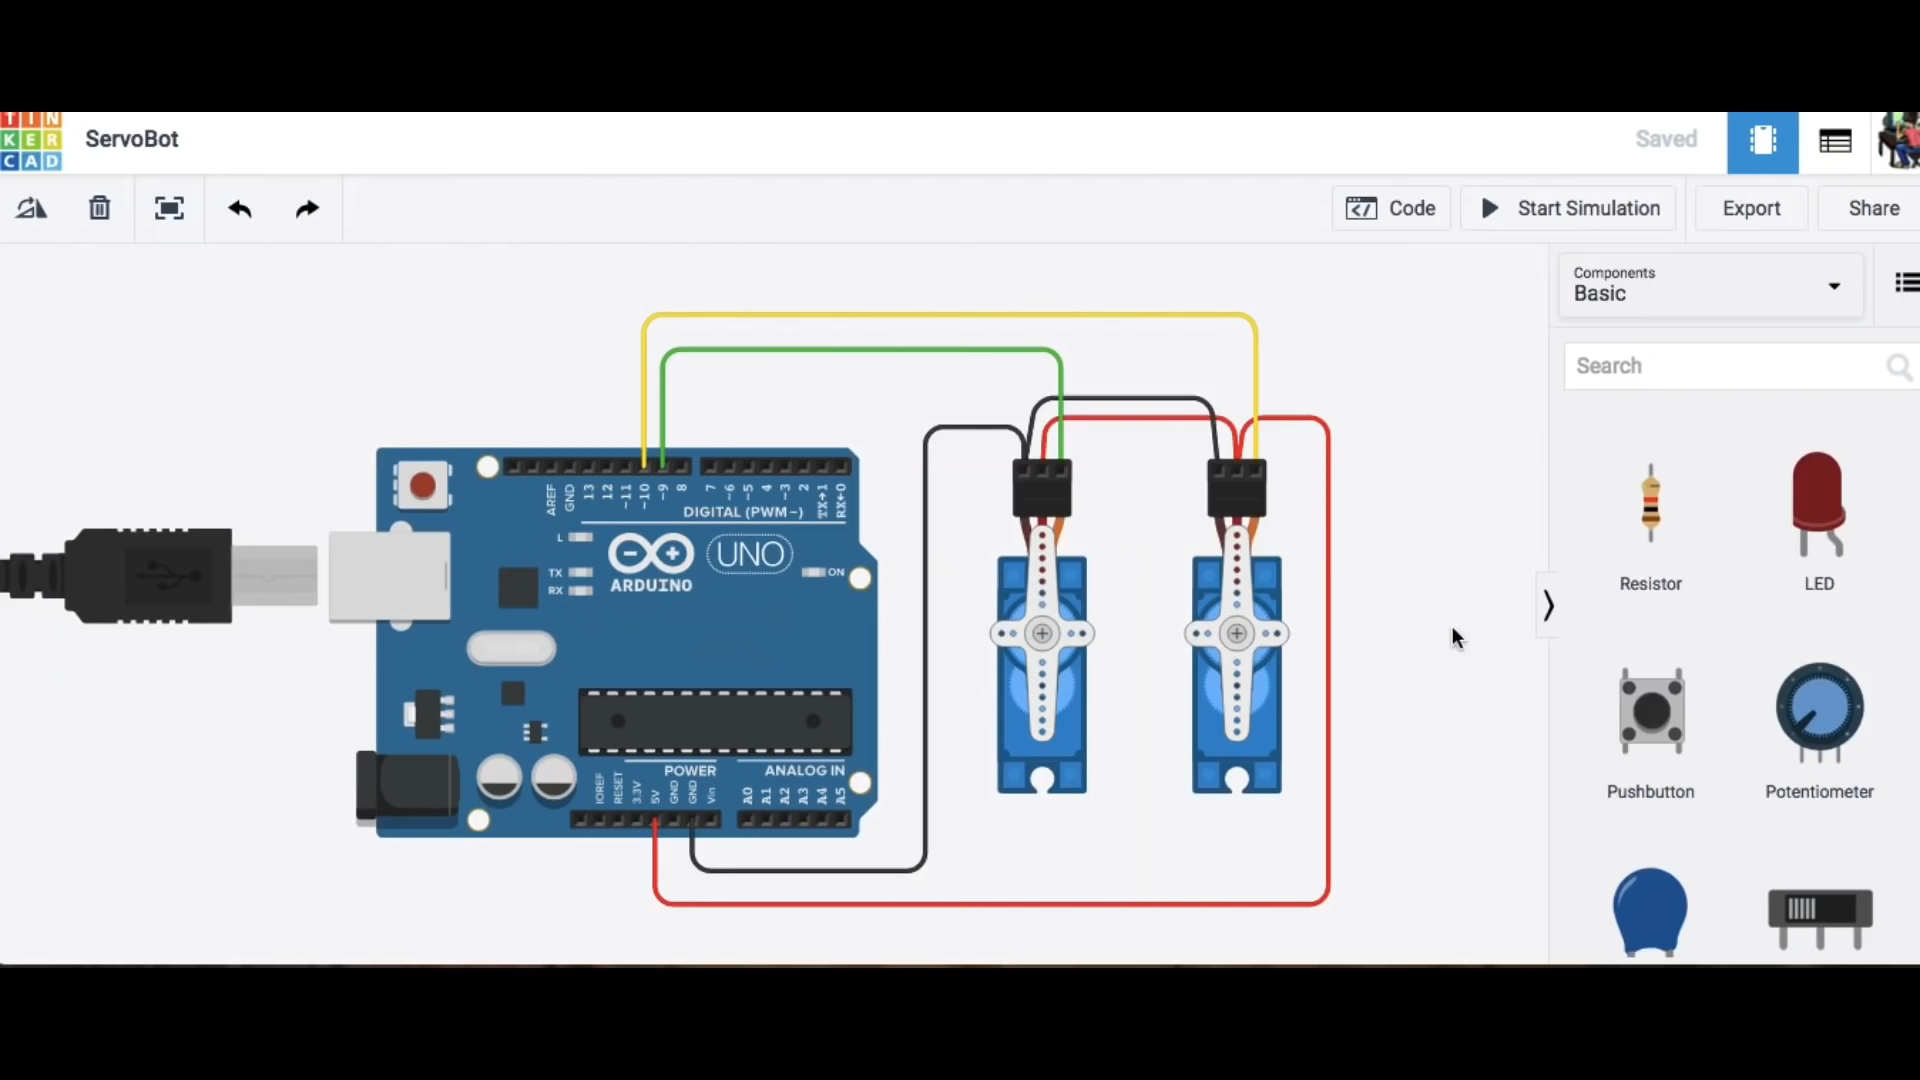 TIN
KER
CAD
ServoBot
Saved
Code
Start Simulation
Export
Share
Components
Basic
Search
Resistor
LED
Pushbutton
Potentiometer
AREF
GND
13
12
~11
~10
~9
8
7
~6
~5
4
~3
2
TX→1
RX←0
DIGITAL (PWM~)
L
TX
RX
ARDUINO
UNO
ON
POWER
ANALOG IN
IOREF
RESET
3.3V
5V
GND
GND
Vin
A0
A1
A2
A3
A4
A5